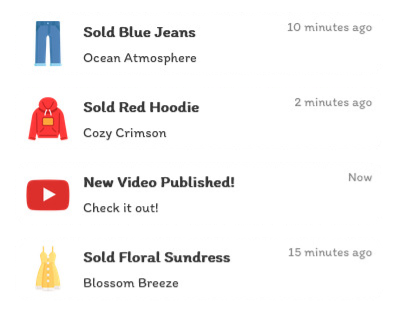 Sold Blue Jeans 10 minutes ago
Ocean Atmosphere
Sold Red Hoodie 2 minutes ago
Cozy Crimson
New Video Published! Now
Check it out!
Sold Floral Sundress 15 minutes ago
Blossom Breeze